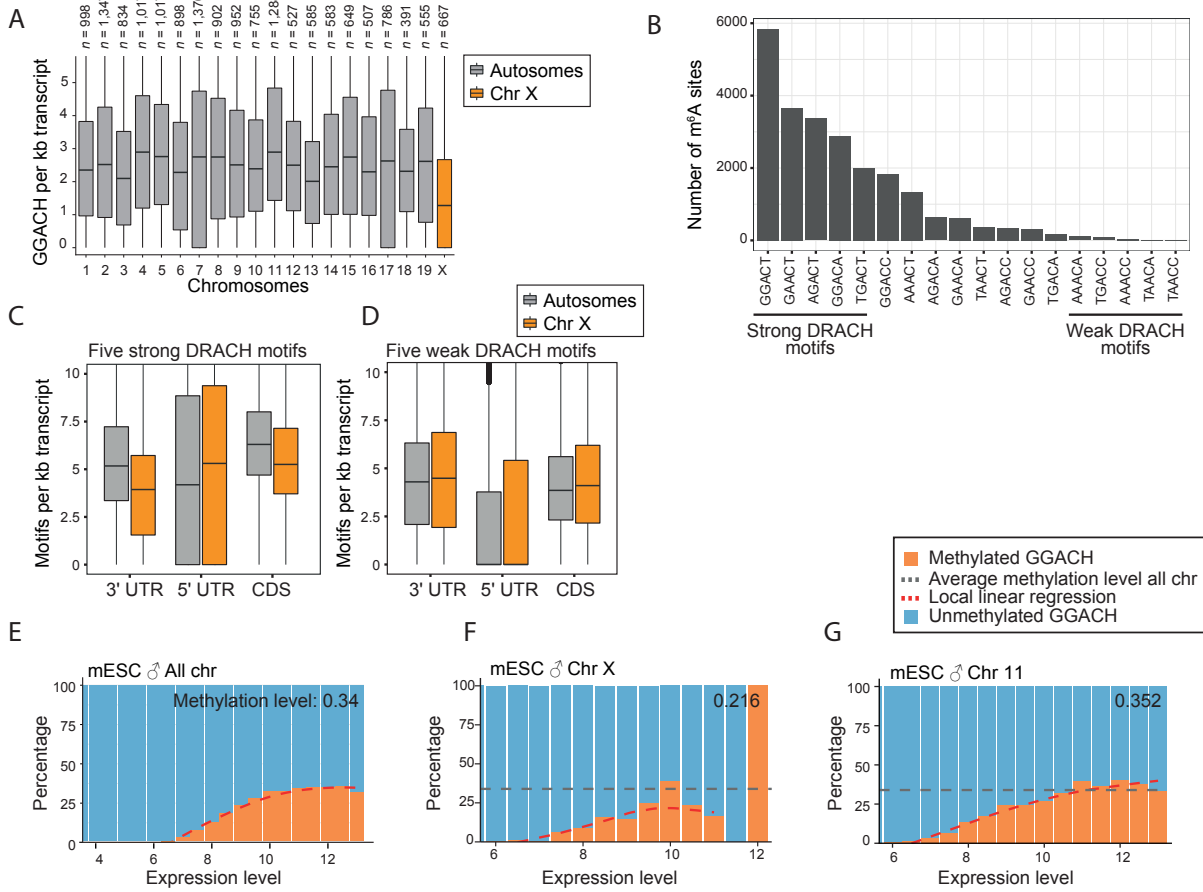 A
n = 998
n = 1,34
n = 834
n = 1,01
n = 1,01
n = 898
n = 1,37
n = 902
n = 952
n = 755
n = 1,28
n = 527
n = 585
n = 583
n = 649
n = 507
n = 786
n = 391
n = 555
n = 667
GGACH per kb transcript
5
4
3
2
1
0
1 2 3 4 5 6 7 8 9 10 11 12 13 14 15 16 17 18 19 X
Chromosomes
Autosomes
Chr X
B
Number of m⁶A sites
6000
4000
2000
0
GGACT
GAACT
AGACT
GGACA
TGACT
GGACC
AAACT
AGACA
GAACA
TAACT
AGACC
GAACC
TGACA
AAACA
TGACC
AAACC
TAACA
TAACC
Strong DRACH
motifs
Weak DRACH
motifs
C
Five strong DRACH motifs
Motifs per kb transcript
10
7.5
5
2.5
0
3' UTR 5' UTR CDS
D
Autosomes
Chr X
Five weak DRACH motifs
Motifs per kb transcript
10
7.5
5
2.5
0
3' UTR 5' UTR CDS
Methylated GGACH
Average methylation level all chr
Local linear regression
Unmethylated GGACH
E
mESC ♂ All chr
Methylation level: 0.34
Percentage
100
75
50
25
0
4 6 8 10 12
Expression level
F
mESC ♂ Chr X
0.216
Percentage
100
75
50
25
0
6 8 10 12
Expression level
G
mESC ♂ Chr 11
0.352
Percentage
100
75
50
25
0
6 8 10 12
Expression level